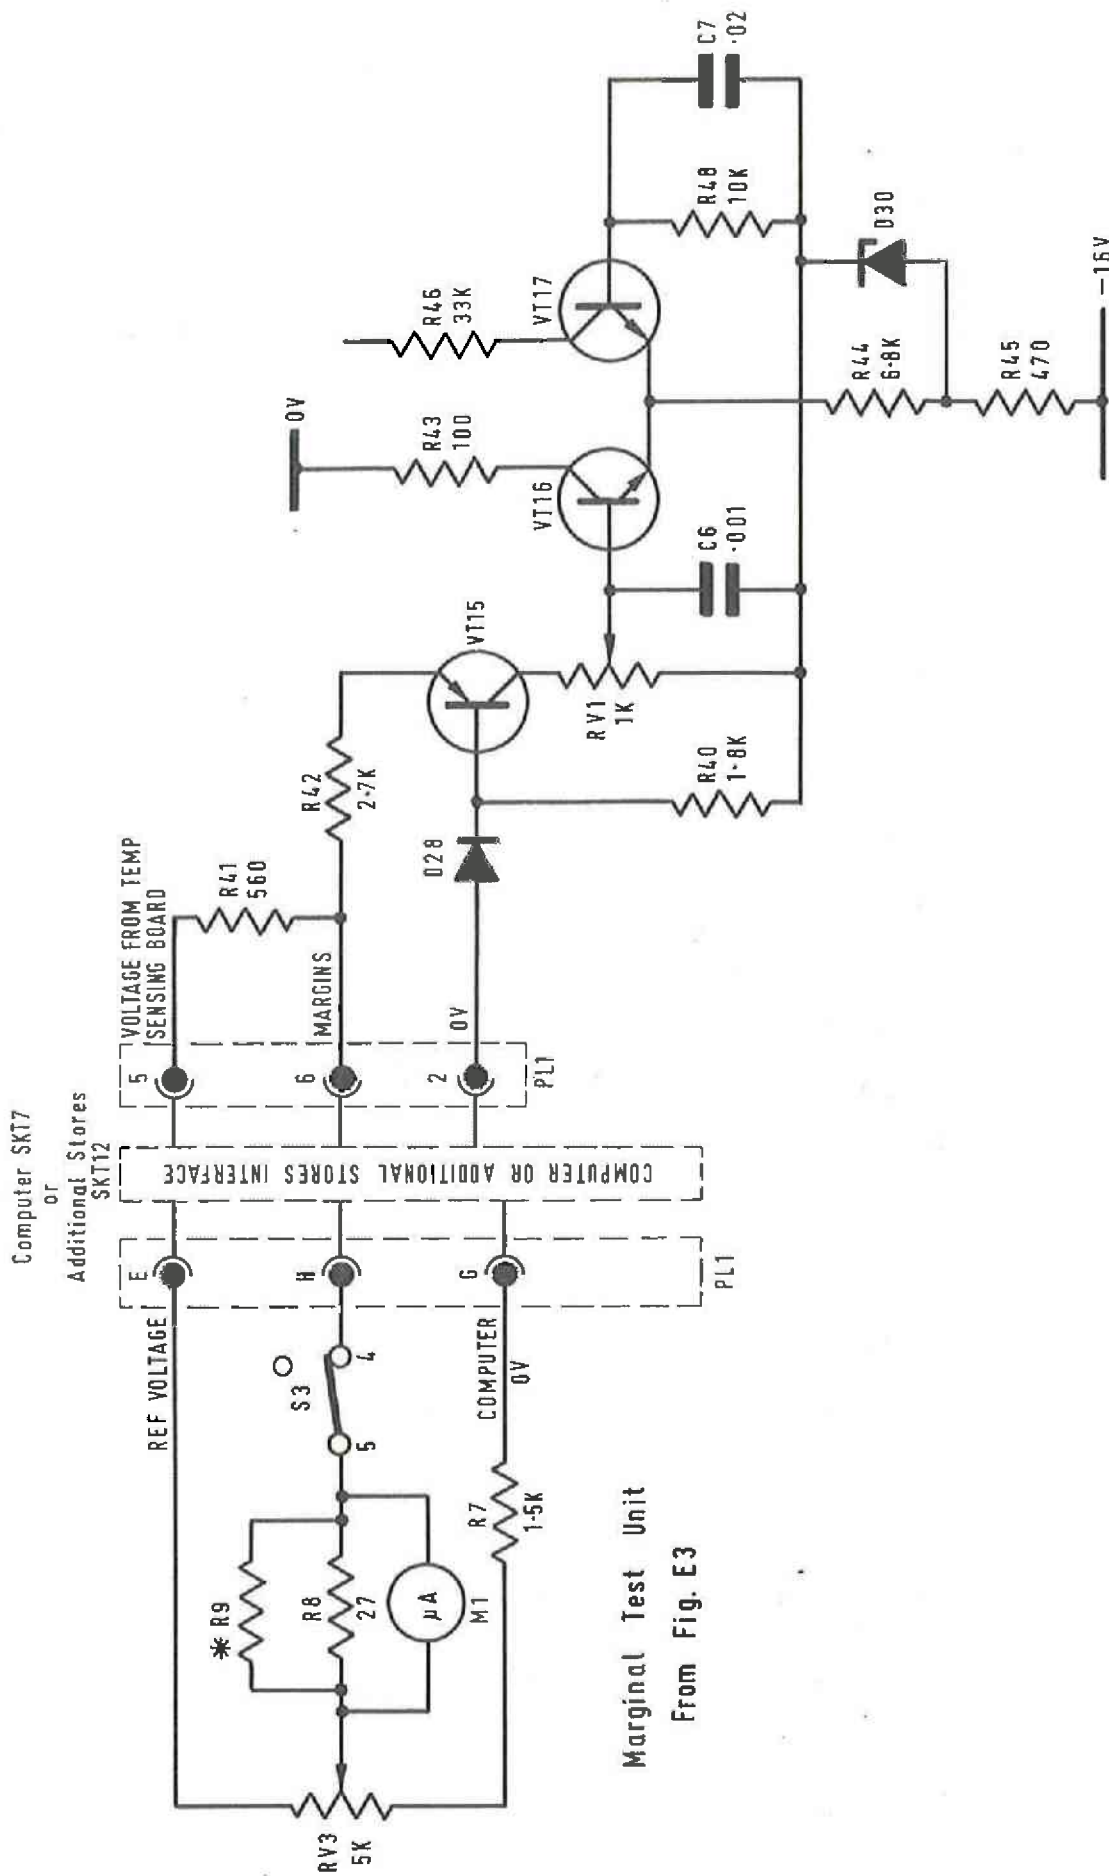 Computer SKT7
or
Additional Stores
SKT12
REF VOLTAGE
E
5
VOLTAGE FROM TEMP
SENSING BOARD
R41
560
* R9
R8
27
µA
M1
5
S3
4
H
6
MARGINS
R42
2·7K
RV3
5K
R7
1·5K
COMPUTER
0V
G
2
0V
D28
PL1
PL1
COMPUTER OR ADDITIONAL STORES INTERFACE
VT15
RV1
1K
R40
1·8K
0V
R43
100
R46
33K
VT16
VT17
C6
·001
R48
10K
C7
·02
R44
6·8K
D30
R45
470
–16V
Marginal Test Unit
From Fig. E3